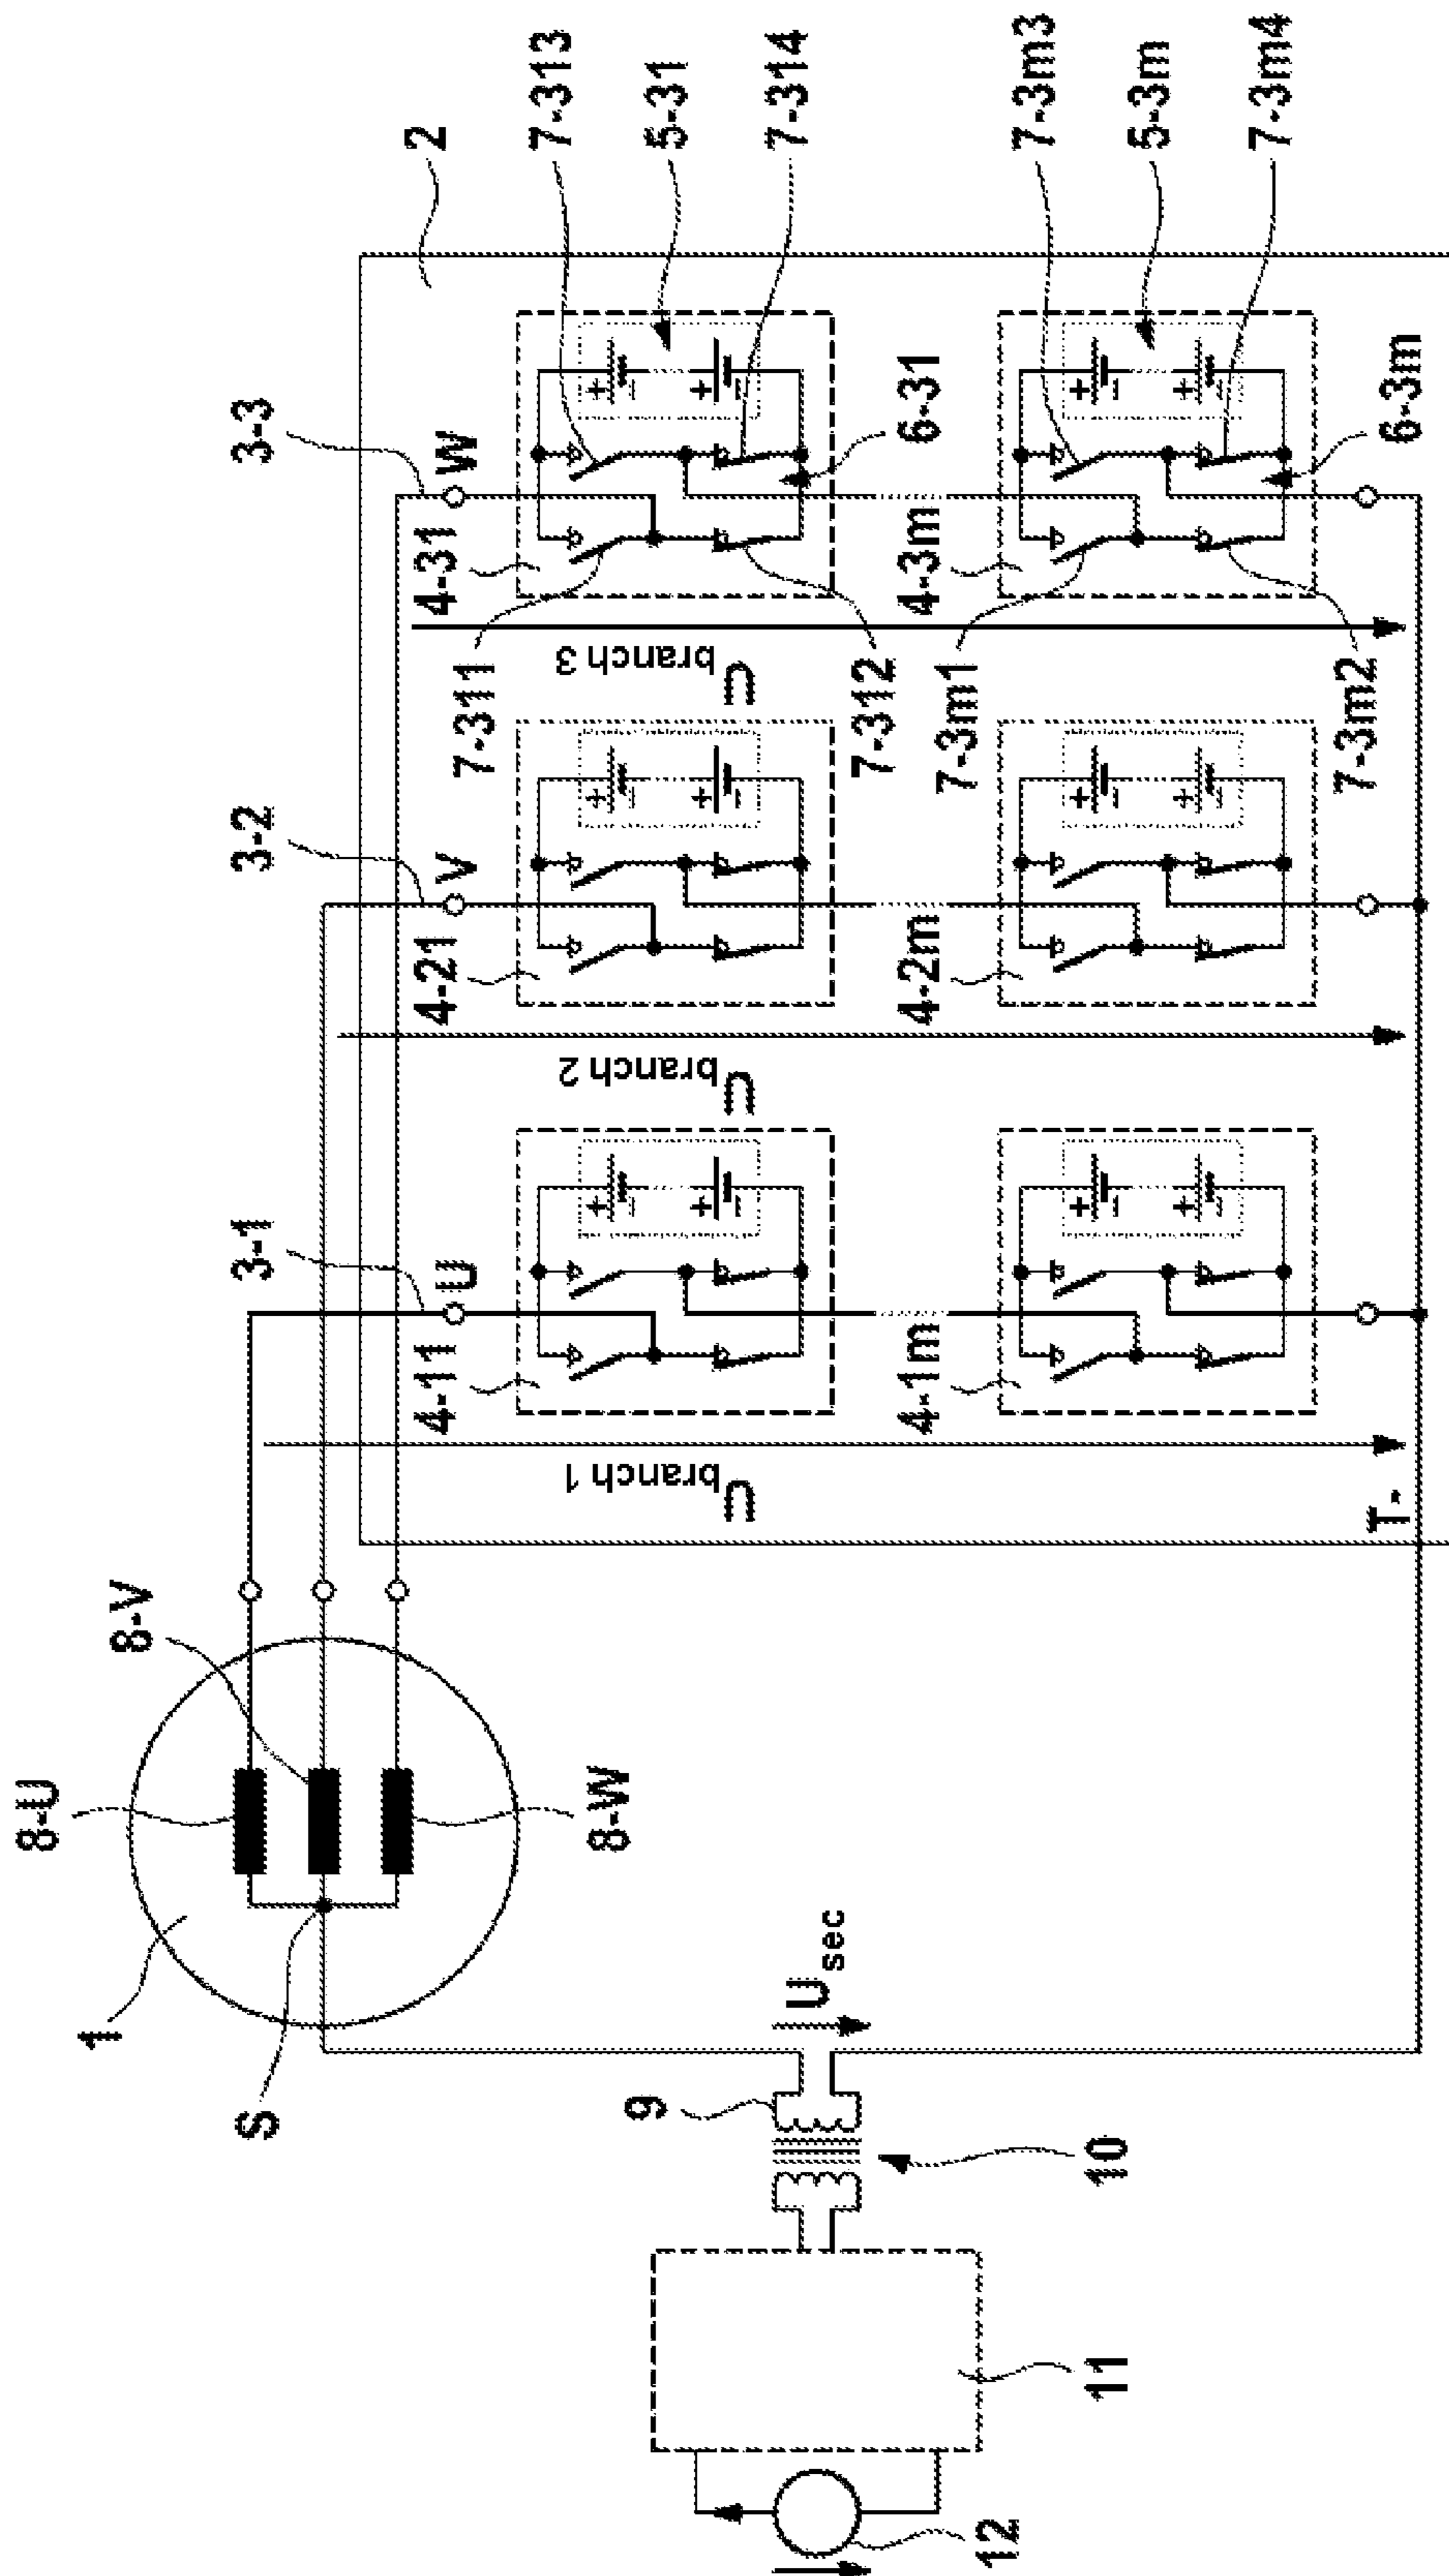 8-U
8-V
8-W
1
S
3-1
3-2
3-3
2
U
V
W
4-11
4-21
4-31
7-311
7-313
5-31
7-314
7-312
6-31
U branch 1
U branch 2
U branch 3
4-1m
4-2m
4-3m
7-3m1
7-3m3
5-3m
7-3m4
7-3m2
6-3m
T-
U sec
9
10
11
12
+
-
+
-
+
-
+
-
+
-
+
-
+
-
+
-
+
-
+
-
+
-
+
-